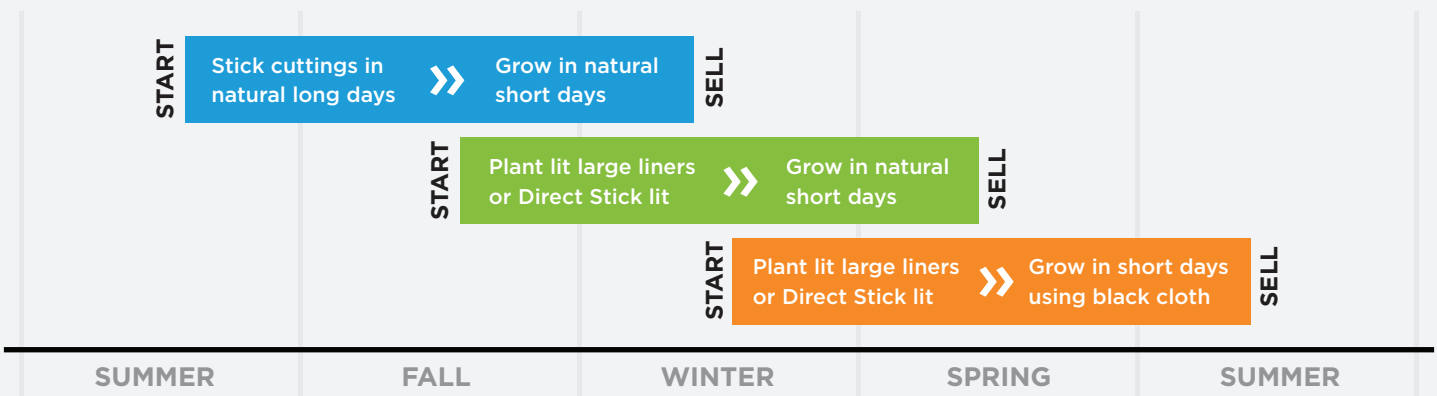 START
Stick cuttings in
natural long days
Grow in natural
short days
SELL
START
Plant lit large liners
or Direct Stick lit
Grow in natural
short days
SELL
START
Plant lit large liners
or Direct Stick lit
Grow in short days
using black cloth
SELL
SUMMER FALL WINTER SPRING SUMMER